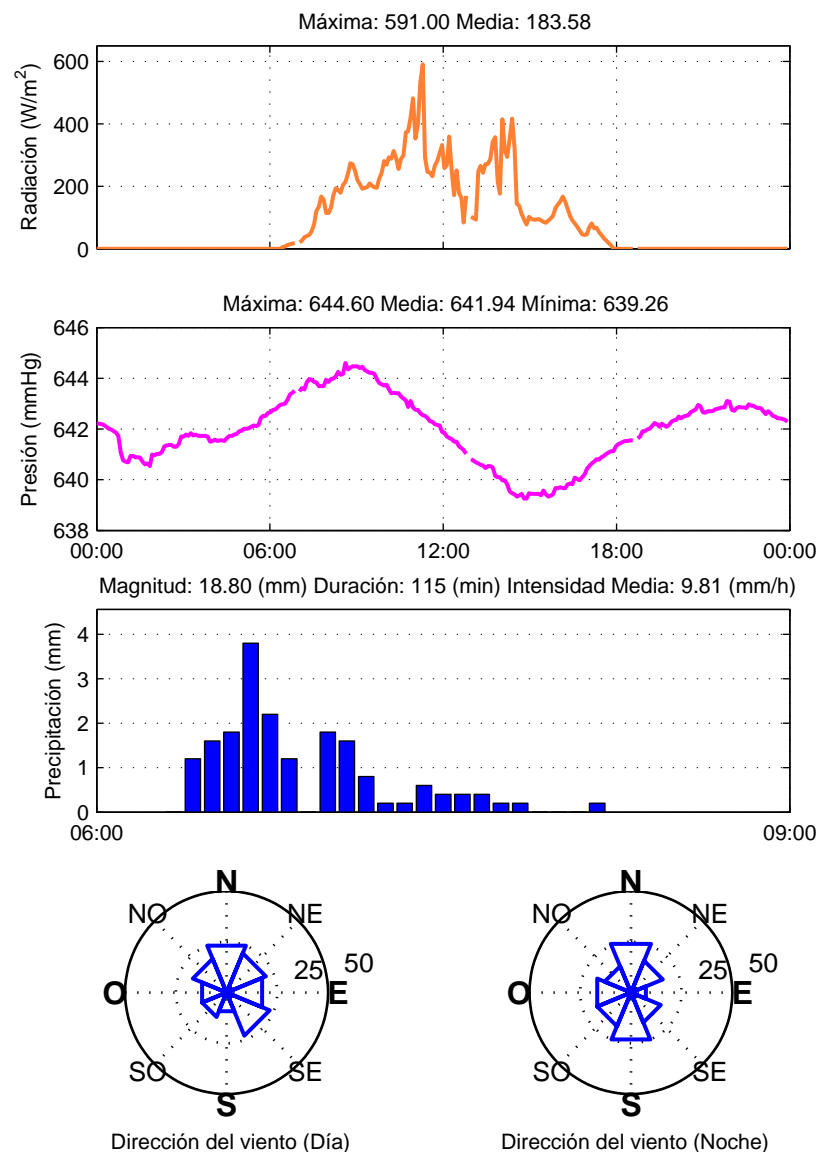 Máxima: 591.00 Media: 183.58
Radiación (W/m²)
600
400
200
0
Máxima: 644.60 Media: 641.94 Mínima: 639.26
Presión (mmHg)
646
644
642
640
638
00:00 06:00 12:00 18:00 00:00
Magnitud: 18.80 (mm) Duración: 115 (min) Intensidad Media: 9.81 (mm/h)
Precipitación (mm)
4
3
2
1
0
06:00 09:00
N
NO NE
25 50
O E
SO SE
S
Dirección del viento (Día)
N
NO NE
25 50
O E
SO SE
S
Dirección del viento (Noche)